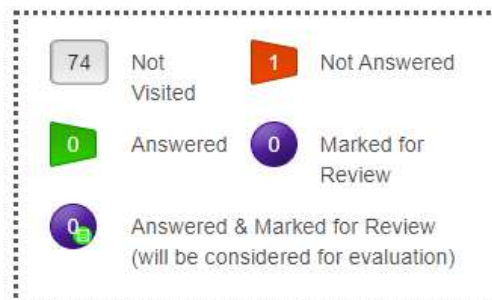 74 Not Visited
1 Not Answered
0 Answered
0 Marked for Review
0 Answered & Marked for Review
(will be considered for evaluation)